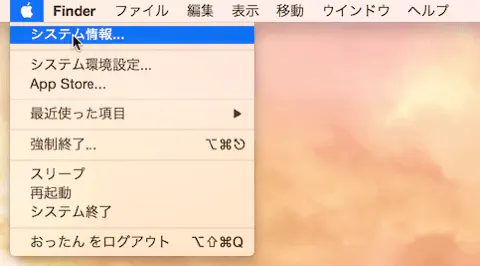 Finder ファイル 編集 表示 移動 ウインドウ ヘルプ
システム情報...
システム環境設定...
App Store...
最近使った項目 ▶
強制終了... ⌥⌘⎋
スリープ
再起動
システム終了
おったん をログアウト ⌥⇧⌘Q